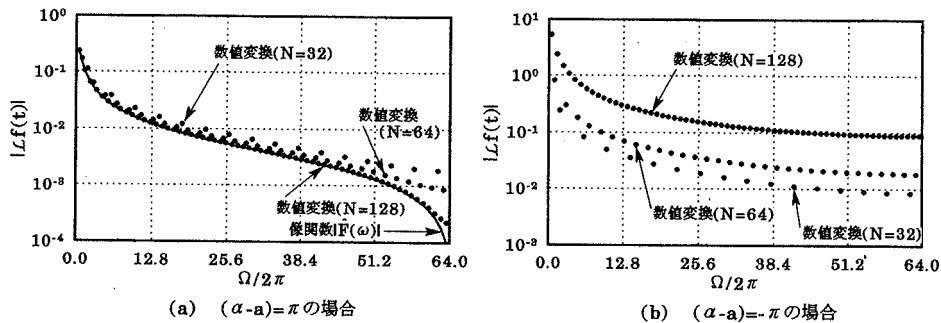 10⁰
10⁻¹
10⁻²
10⁻³
10⁻⁴
|ℒf(t)|
数値変換(N=32)
数値変換
(N=64)
数値変換(N=128)
像関数|F̂(ω)|
0.0 12.8 25.6 38.4 51.2 64.0
Ω/2π
(a) (α-a)=πの場合
10¹
10⁰
10⁻¹
10⁻²
10⁻³
|ℒf(t)|
数値変換(N=128)
数値変換(N=64)
数値変換(N=32)
0.0 12.8 25.6 38.4 51.2 64.0
Ω/2π
(b) (α-a)=-πの場合